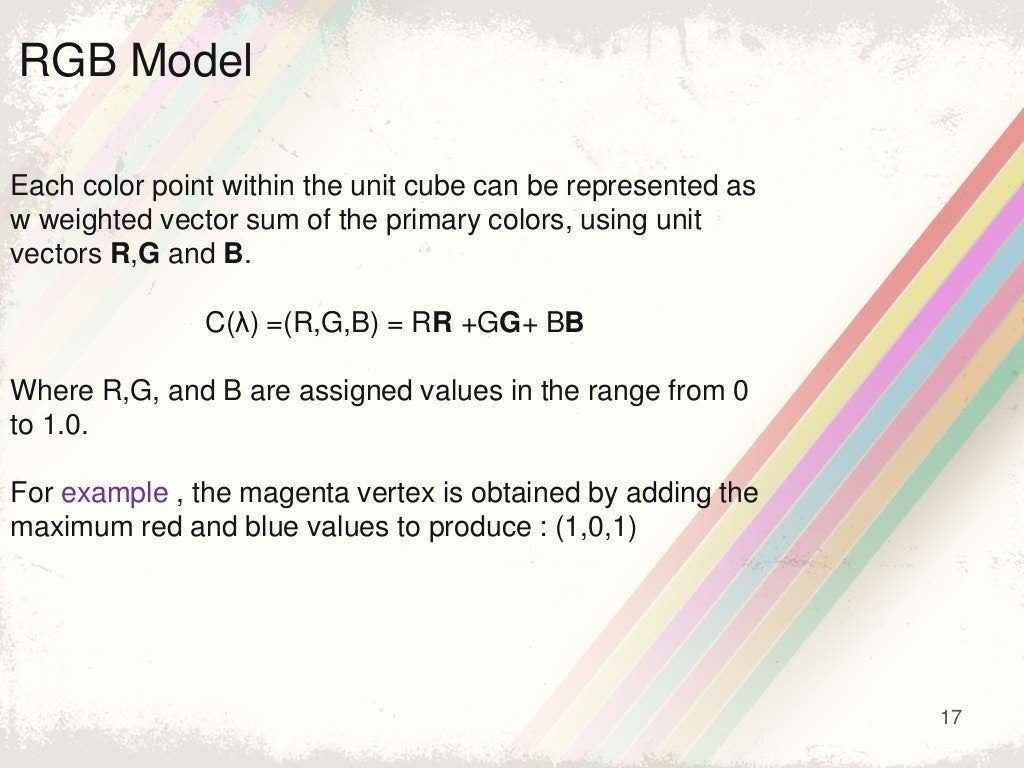 RGB Model
Each color point within the unit cube can be represented as
w weighted vector sum of the primary colors, using unit
vectors R,G and B.
C(λ) =(R,G,B) = RR +GG+ BB
Where R,G, and B are assigned values in the range from 0
to 1.0.
For example , the magenta vertex is obtained by adding the
maximum red and blue values to produce : (1,0,1)
17